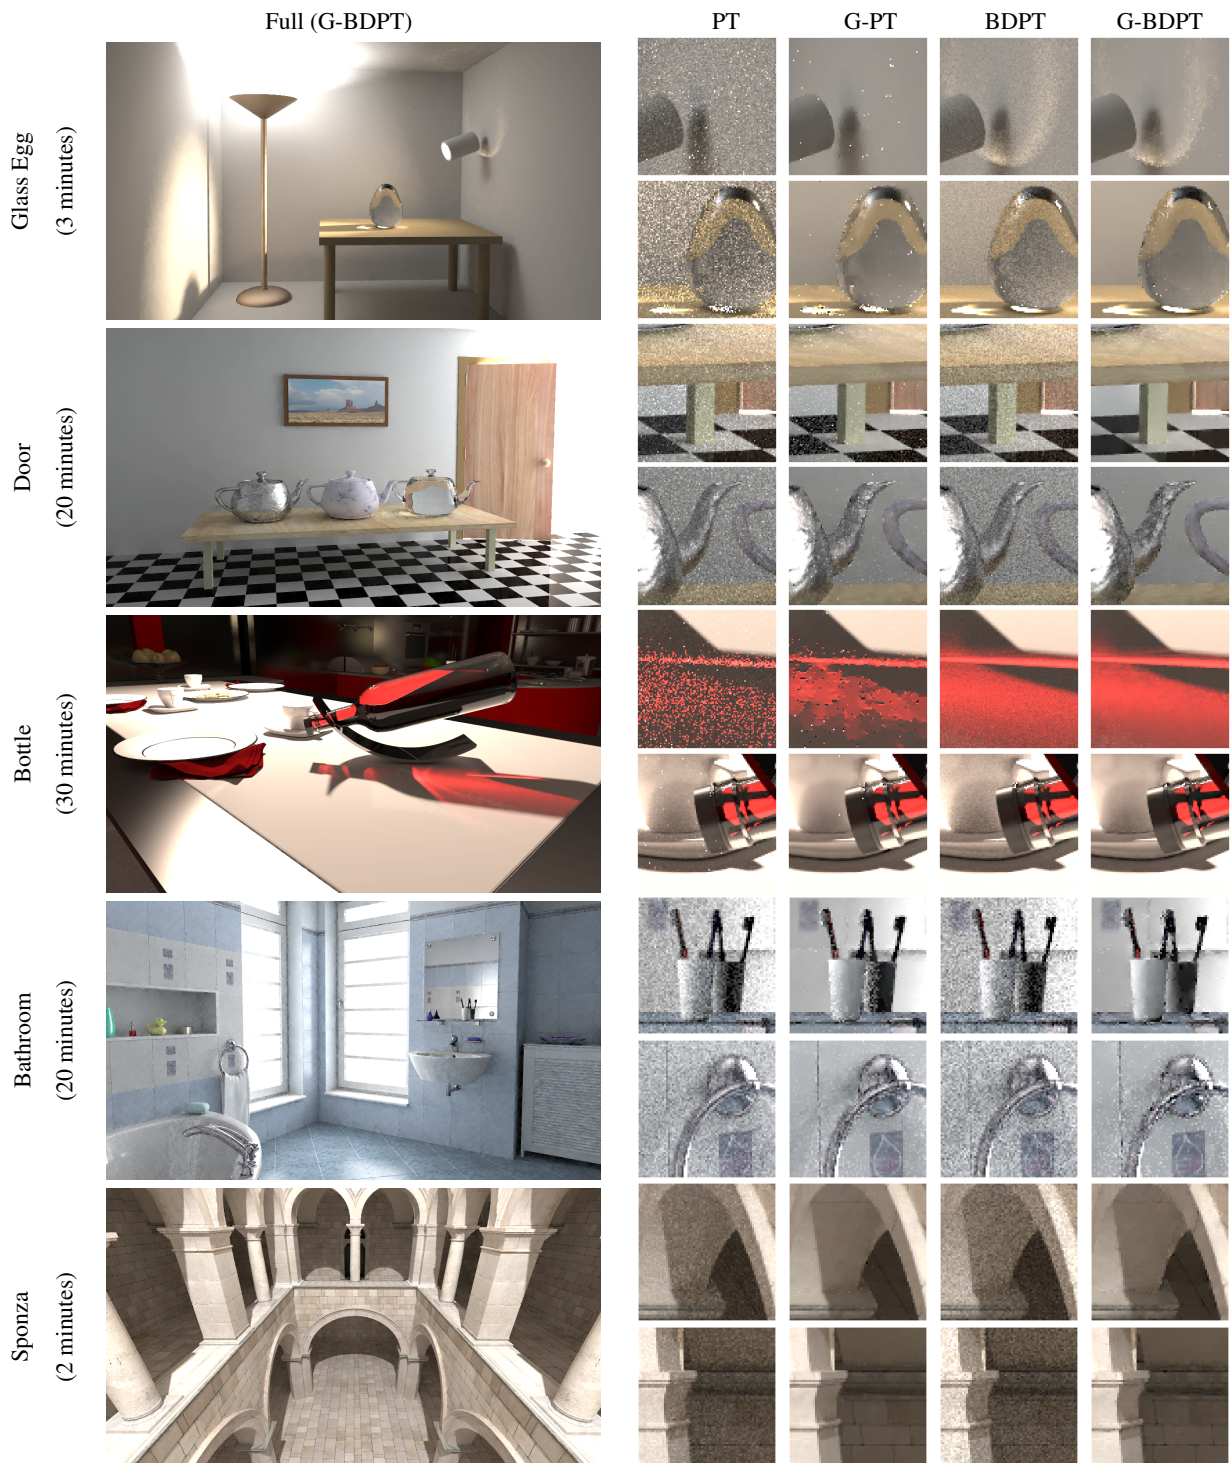 Full (G-BDPT)
PT
G-PT
BDPT
G-BDPT
Glass Egg
(3 minutes)
Door
(20 minutes)
Bottle
(30 minutes)
Bathroom
(20 minutes)
Sponza
(2 minutes)